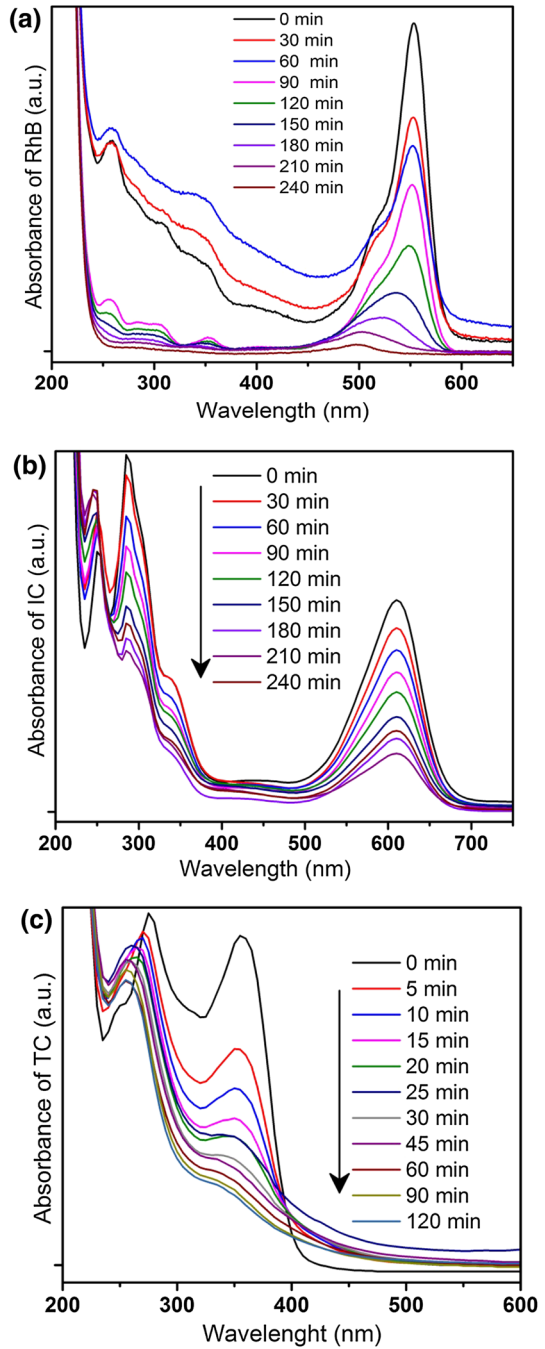 (a)
0 min
30 min
60 min
90 min
120 min
150 min
180 min
210 min
240 min
Absorbance of RhB (a.u.)
200 300 400 500 600
Wavelength (nm)
(b)
0 min
30 min
60 min
90 min
120 min
150 min
180 min
210 min
240 min
Absorbance of IC (a.u.)
200 300 400 500 600 700
Wavelength (nm)
(c)
0 min
5 min
10 min
15 min
20 min
25 min
30 min
45 min
60 min
90 min
120 min
Absorbance of TC (a.u.)
200 300 400 500 600
Wavelenght (nm)